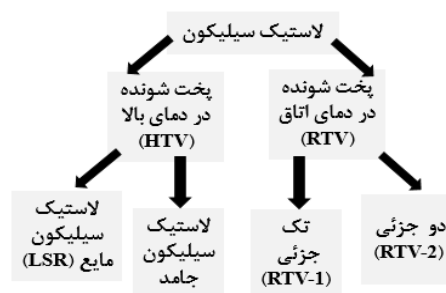 لاستیک سیلیکون
پخت شونده
در دمای اتاق
(RTV)
پخت شونده
در دمای بالا
(HTV)
دو جزئی
(RTV-2)
تک
جزئی
(RTV-1)
لاستیک
سیلیکون
جامد
لاستیک
سیلیکون
مایع (LSR)